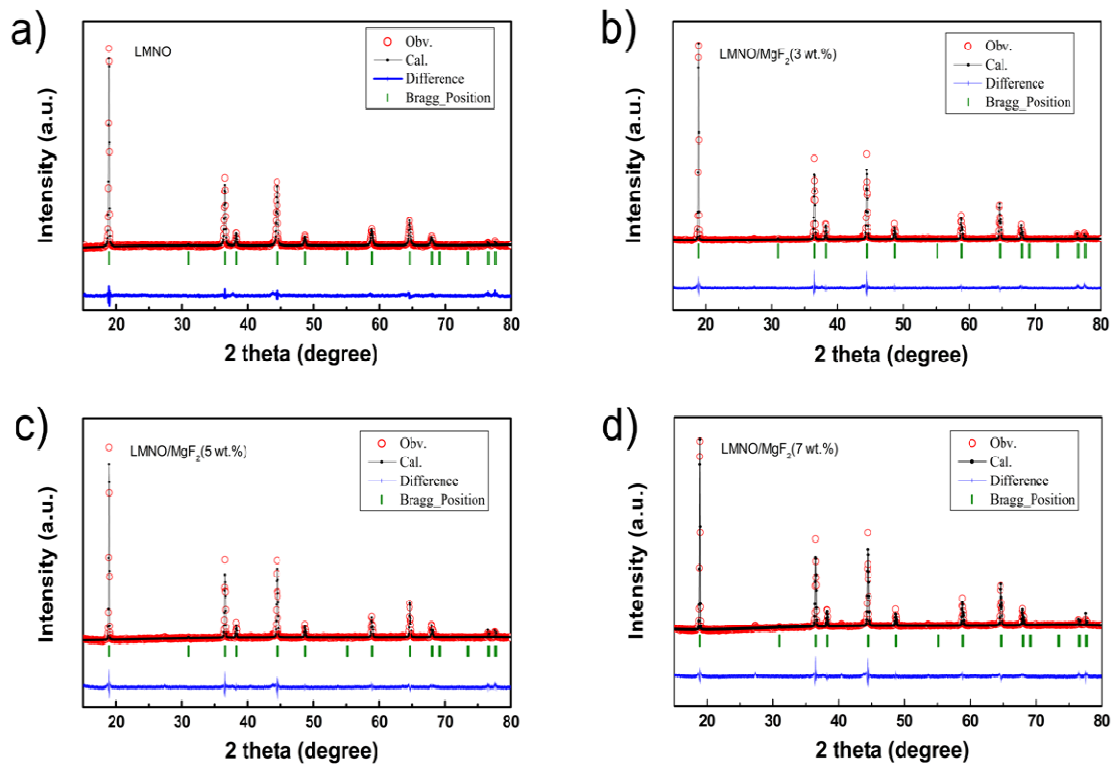 a)
LMNO
Obv.
Cal.
Difference
Bragg_Position
Intensity (a.u.)
20 30 40 50 60 70 80
2 theta (degree)
b)
LMNO/MgF2(3 wt.%)
Obv.
Cal.
Difference
Bragg_Position
Intensity (a.u.)
20 30 40 50 60 70 80
2 theta (degree)
c)
LMNO/MgF2(5 wt.%)
Obv.
Cal.
Difference
Bragg_Position
Intensity (a.u.)
20 30 40 50 60 70 80
2 theta (degree)
d)
LMNO/MgF2(7 wt.%)
Obv.
Cal.
Difference
Bragg_Position
Intensity (a.u.)
20 30 40 50 60 70 80
2 theta (degree)